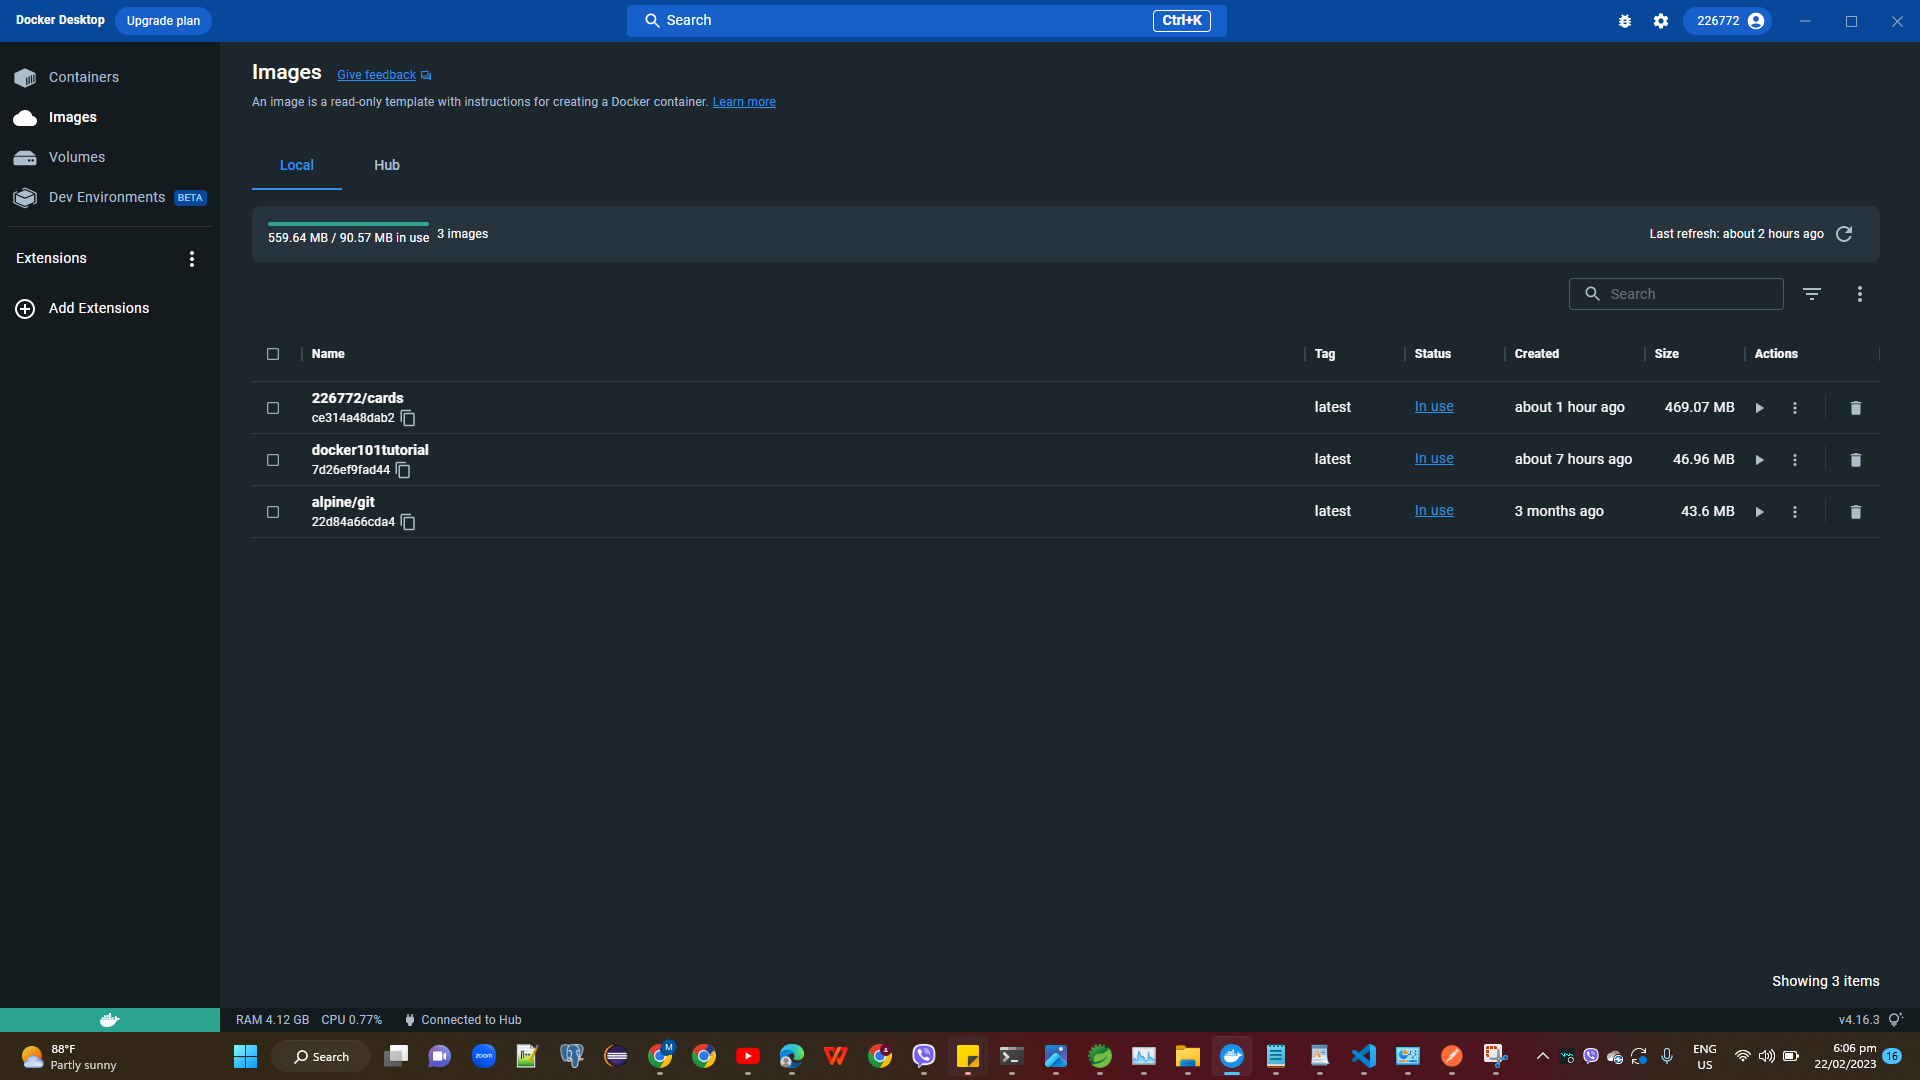 Docker Desktop Upgrade plan Search Ctrl+K 226772
Containers
Images
Volumes
Dev Environments BETA
Extensions
Add Extensions
Images Give feedback
An image is a read-only template with instructions for creating a Docker container. Learn more
Local Hub
559.64 MB / 90.57 MB in use 3 images Last refresh: about 2 hours ago
Search
Name Tag Status Created Size Actions
226772/cards
ce314a48dab2 latest In use about 1 hour ago 469.07 MB
docker101tutorial
7d26ef9fad44 latest In use about 7 hours ago 46.96 MB
alpine/git
22d84a66cda4 latest In use 3 months ago 43.6 MB
Showing 3 items
RAM 4.12 GB CPU 0.77% Connected to Hub v4.16.3
88°F
Partly sunny
Search
zoom
M
ENG
US
6:06 pm
22/02/2023
16